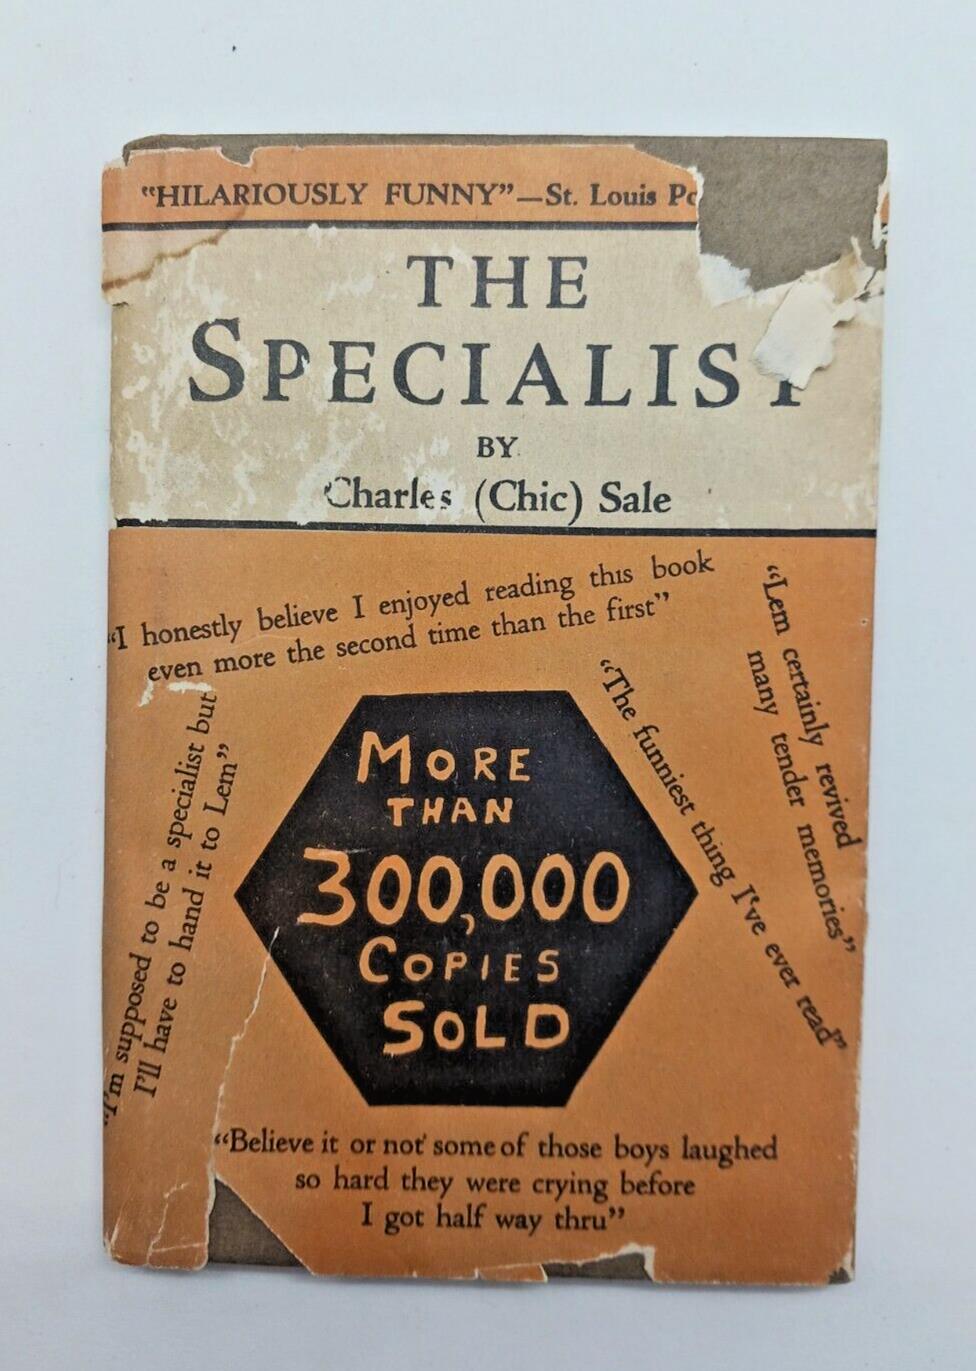 "HILARIOUSLY FUNNY"—St. Louis
THE
SPECIALIST
BY
Charles (Chic) Sale
"I honestly believe I enjoyed reading this book
even more the second time than the first"
"Lem certainly revived
many tender memories"
"The funniest thing I've ever read"
"I'm supposed to be a specialist but
I'll have to hand it to Lem"
MORE
THAN
300,000
COPIES
SOLD
"Believe it or not some of those boys laughed
so hard they were crying before
I got half way thru"